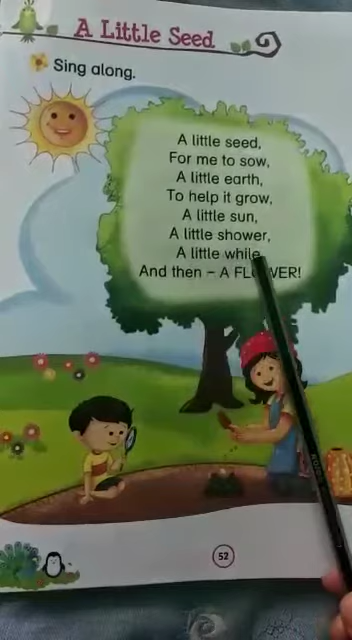 A Little Seed
Sing along.
A little seed,
For me to sow,
A little earth,
To help it grow,
A little sun,
A little shower,
A little while
And then – A FLOWER!
52